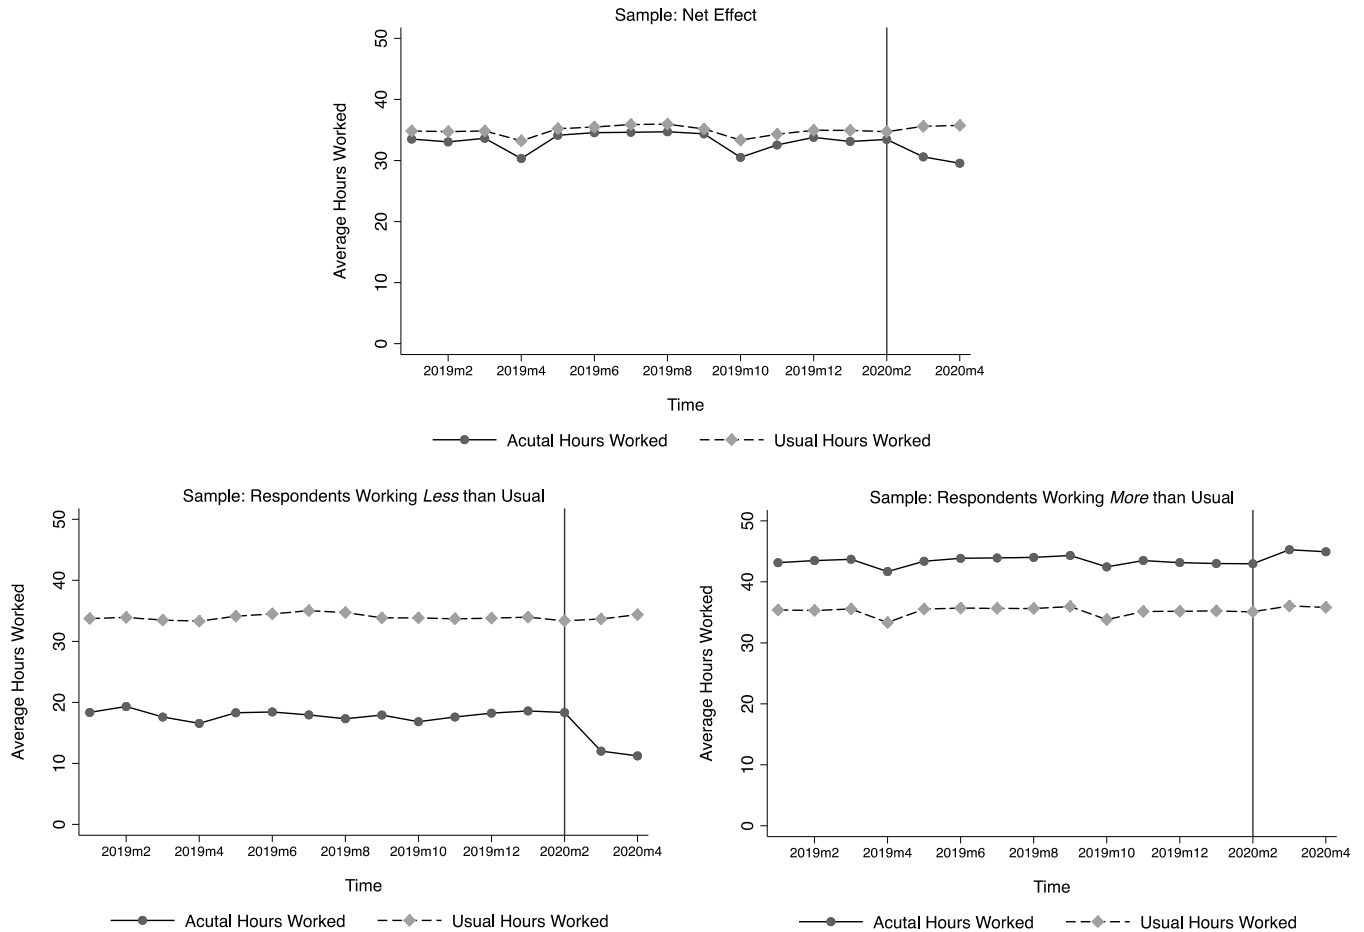 Sample: Net Effect
50
40
30
20
10
0
Average Hours Worked
2019m2 2019m4 2019m6 2019m8 2019m10 2019m12 2020m2 2020m4
Time
Acutal Hours Worked Usual Hours Worked
Sample: Respondents Working Less than Usual
50
40
30
20
10
0
Average Hours Worked
2019m2 2019m4 2019m6 2019m8 2019m10 2019m12 2020m2 2020m4
Time
Acutal Hours Worked Usual Hours Worked
Sample: Respondents Working More than Usual
50
40
30
20
10
0
Average Hours Worked
2019m2 2019m4 2019m6 2019m8 2019m10 2019m12 2020m2 2020m4
Time
Acutal Hours Worked Usual Hours Worked